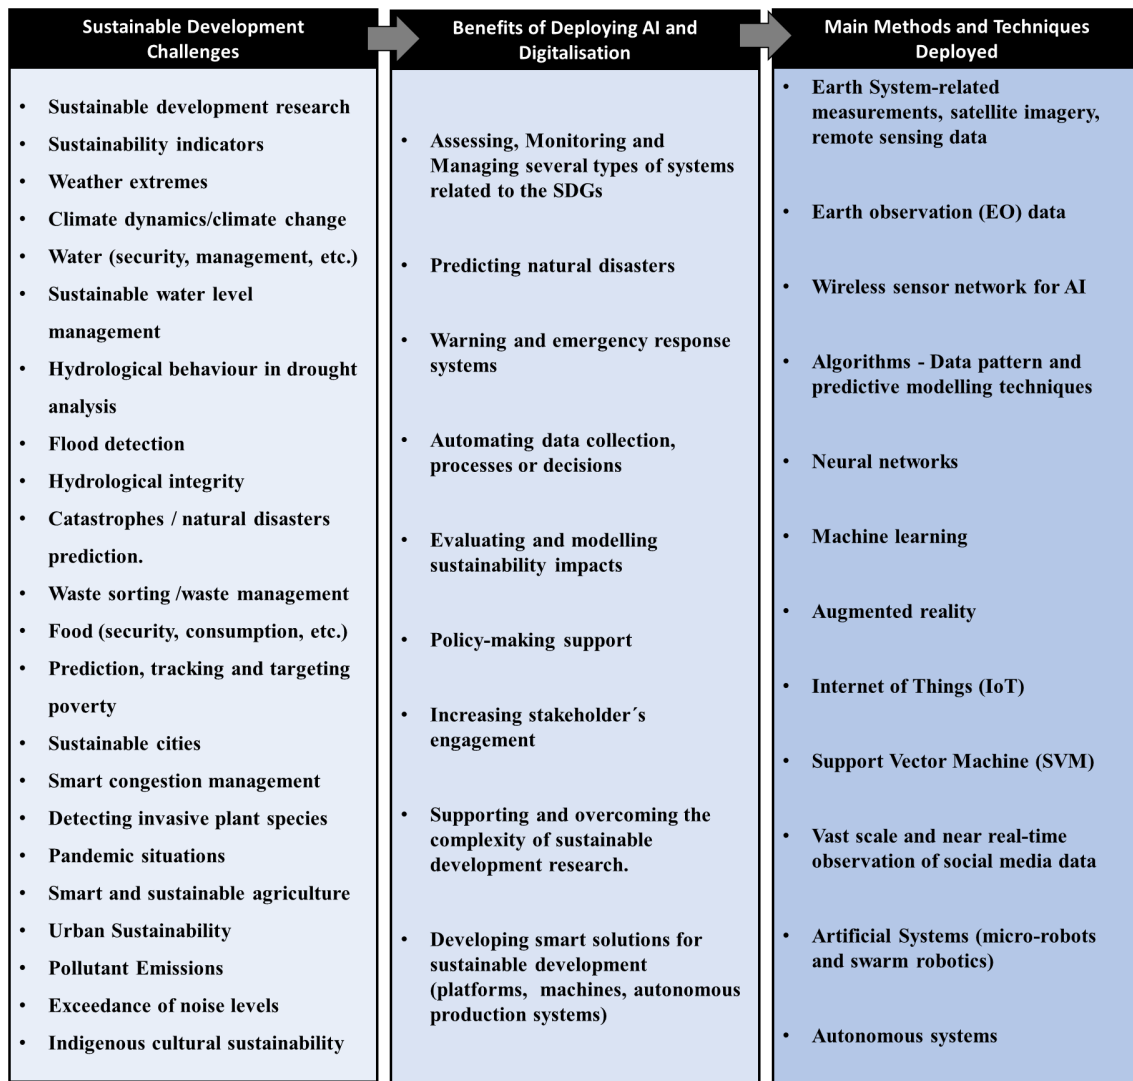 Sustainable Development
Challenges
• Sustainable development research
• Sustainability indicators
• Weather extremes
• Climate dynamics/climate change
• Water (security, management, etc.)
• Sustainable water level
management
• Hydrological behaviour in drought
analysis
• Flood detection
• Hydrological integrity
• Catastrophes / natural disasters
prediction.
• Waste sorting /waste management
• Food (security, consumption, etc.)
• Prediction, tracking and targeting
poverty
• Sustainable cities
• Smart congestion management
• Detecting invasive plant species
• Pandemic situations
• Smart and sustainable agriculture
• Urban Sustainability
• Pollutant Emissions
• Exceedance of noise levels
• Indigenous cultural sustainability
Benefits of Deploying AI and
Digitalisation
• Assessing, Monitoring and
Managing several types of systems
related to the SDGs
• Predicting natural disasters
• Warning and emergency response
systems
• Automating data collection,
processes or decisions
• Evaluating and modelling
sustainability impacts
• Policy-making support
• Increasing stakeholder´s
engagement
• Supporting and overcoming the
complexity of sustainable
development research.
• Developing smart solutions for
sustainable development
(platforms, machines, autonomous
production systems)
Main Methods and Techniques
Deployed
• Earth System-related
measurements, satellite imagery,
remote sensing data
• Earth observation (EO) data
• Wireless sensor network for AI
• Algorithms - Data pattern and
predictive modelling techniques
• Neural networks
• Machine learning
• Augmented reality
• Internet of Things (IoT)
• Support Vector Machine (SVM)
• Vast scale and near real-time
observation of social media data
• Artificial Systems (micro-robots
and swarm robotics)
• Autonomous systems